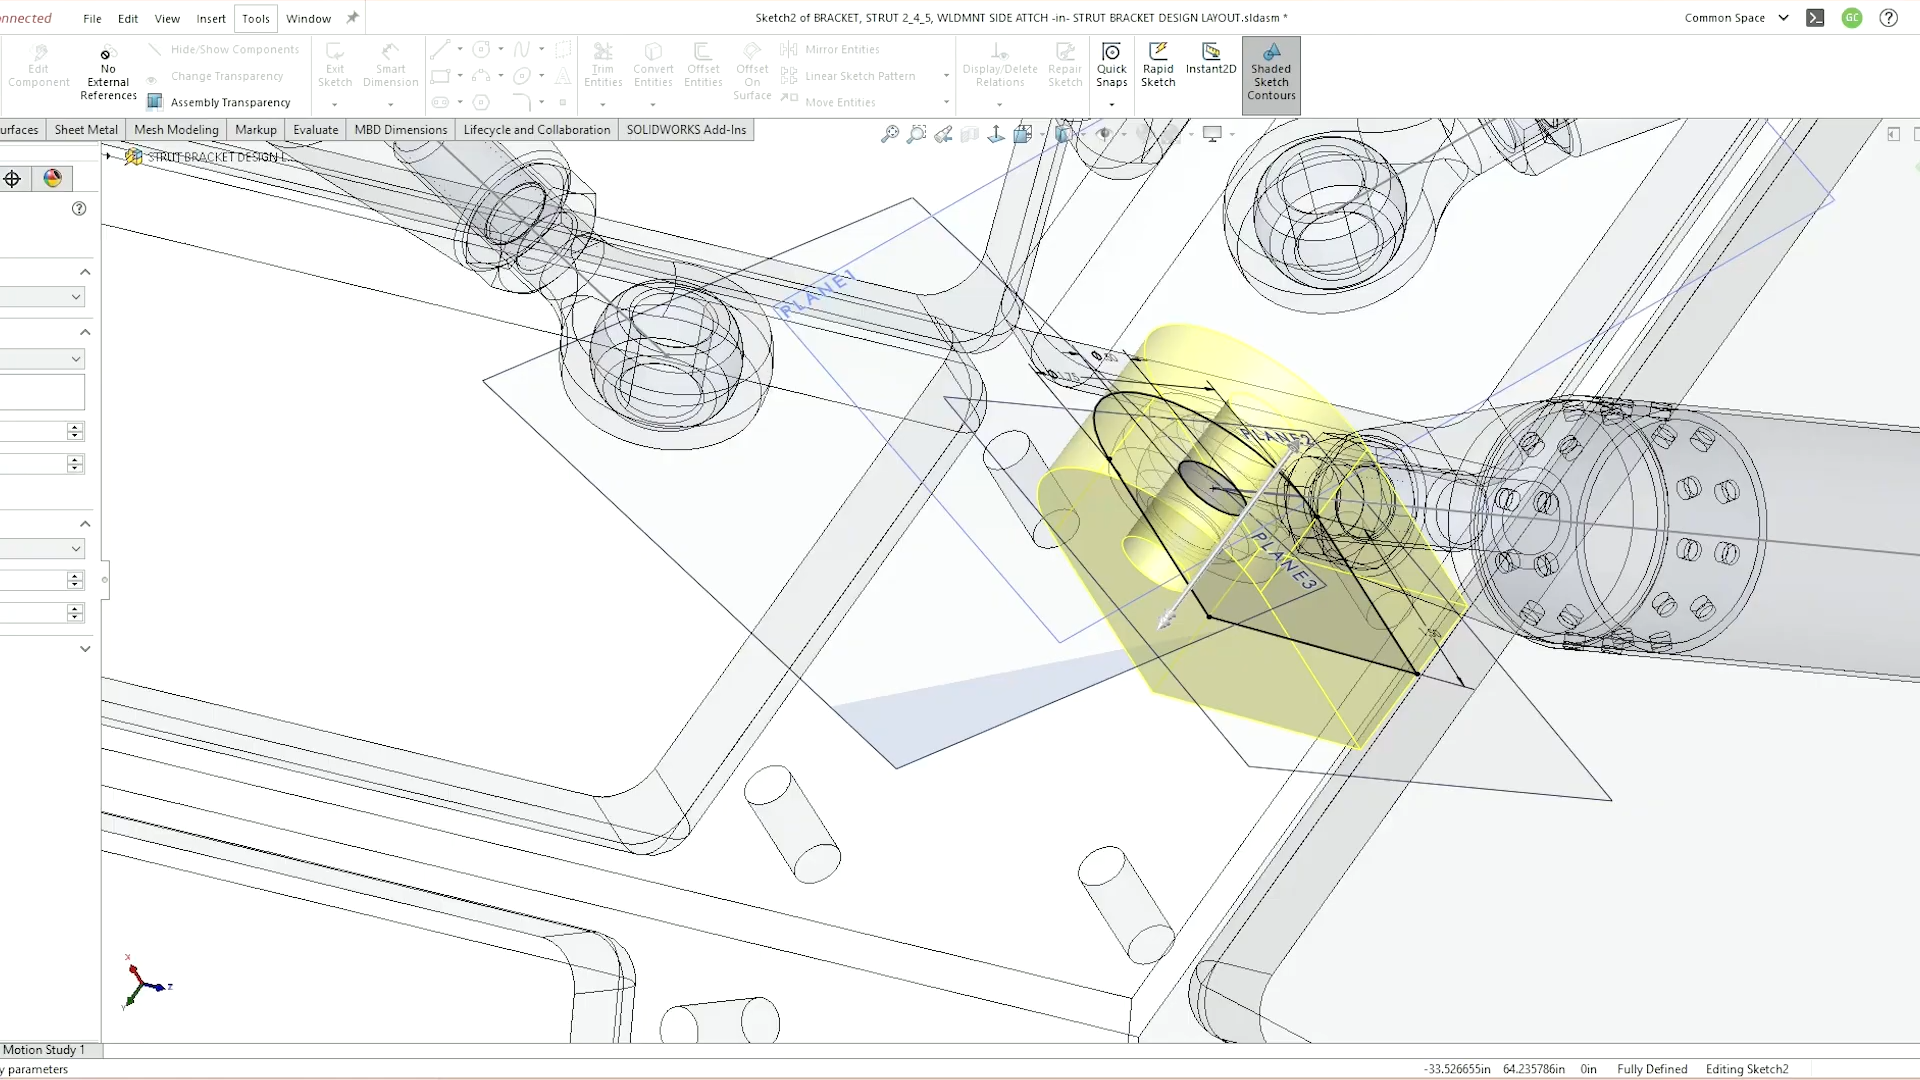 nnected File Edit View Insert Tools Window
Sketch2 of BRACKET, STRUT 2_4_5, WLDMNT SIDE ATTCH -in- STRUT BRACKET DESIGN LAYOUT.sldasm *
Common Space GC ?
Edit Component
No External References
Hide/Show Components
Change Transparency
Assembly Transparency
Exit Sketch
Smart Dimension
Trim Entities
Convert Entities
Offset Entities
Offset On Surface
Mirror Entities
Linear Sketch Pattern
Move Entities
Display/Delete Relations
Repair Sketch
Quick Snaps
Rapid Sketch
Instant2D
Shaded Sketch Contours
urfaces Sheet Metal Mesh Modeling Markup Evaluate MBD Dimensions Lifecycle and Collaboration SOLIDWORKS Add-Ins
STRUT BRACKET DESIGN L...
PLANE1
PLANE2
PLANE3
X
Y
Z
Motion Study 1
y parameters
-33.526655in 64.235786in 0in Fully Defined Editing Sketch2